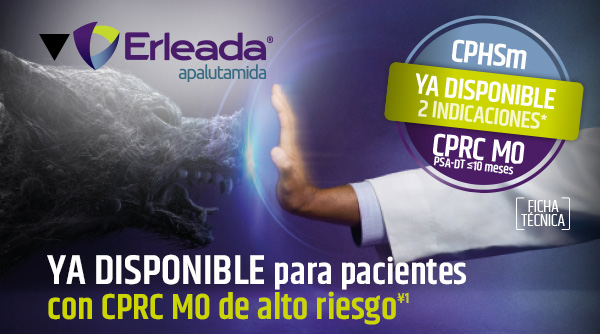 Erleada®
apalutamida
CPHSm
YA DISPONIBLE
2 INDICACIONES*
CPRC M0
PSA-DT ≤10 meses
FICHA
TÉCNICA
YA DISPONIBLE para pacientes
con CPRC M0 de alto riesgo¥1